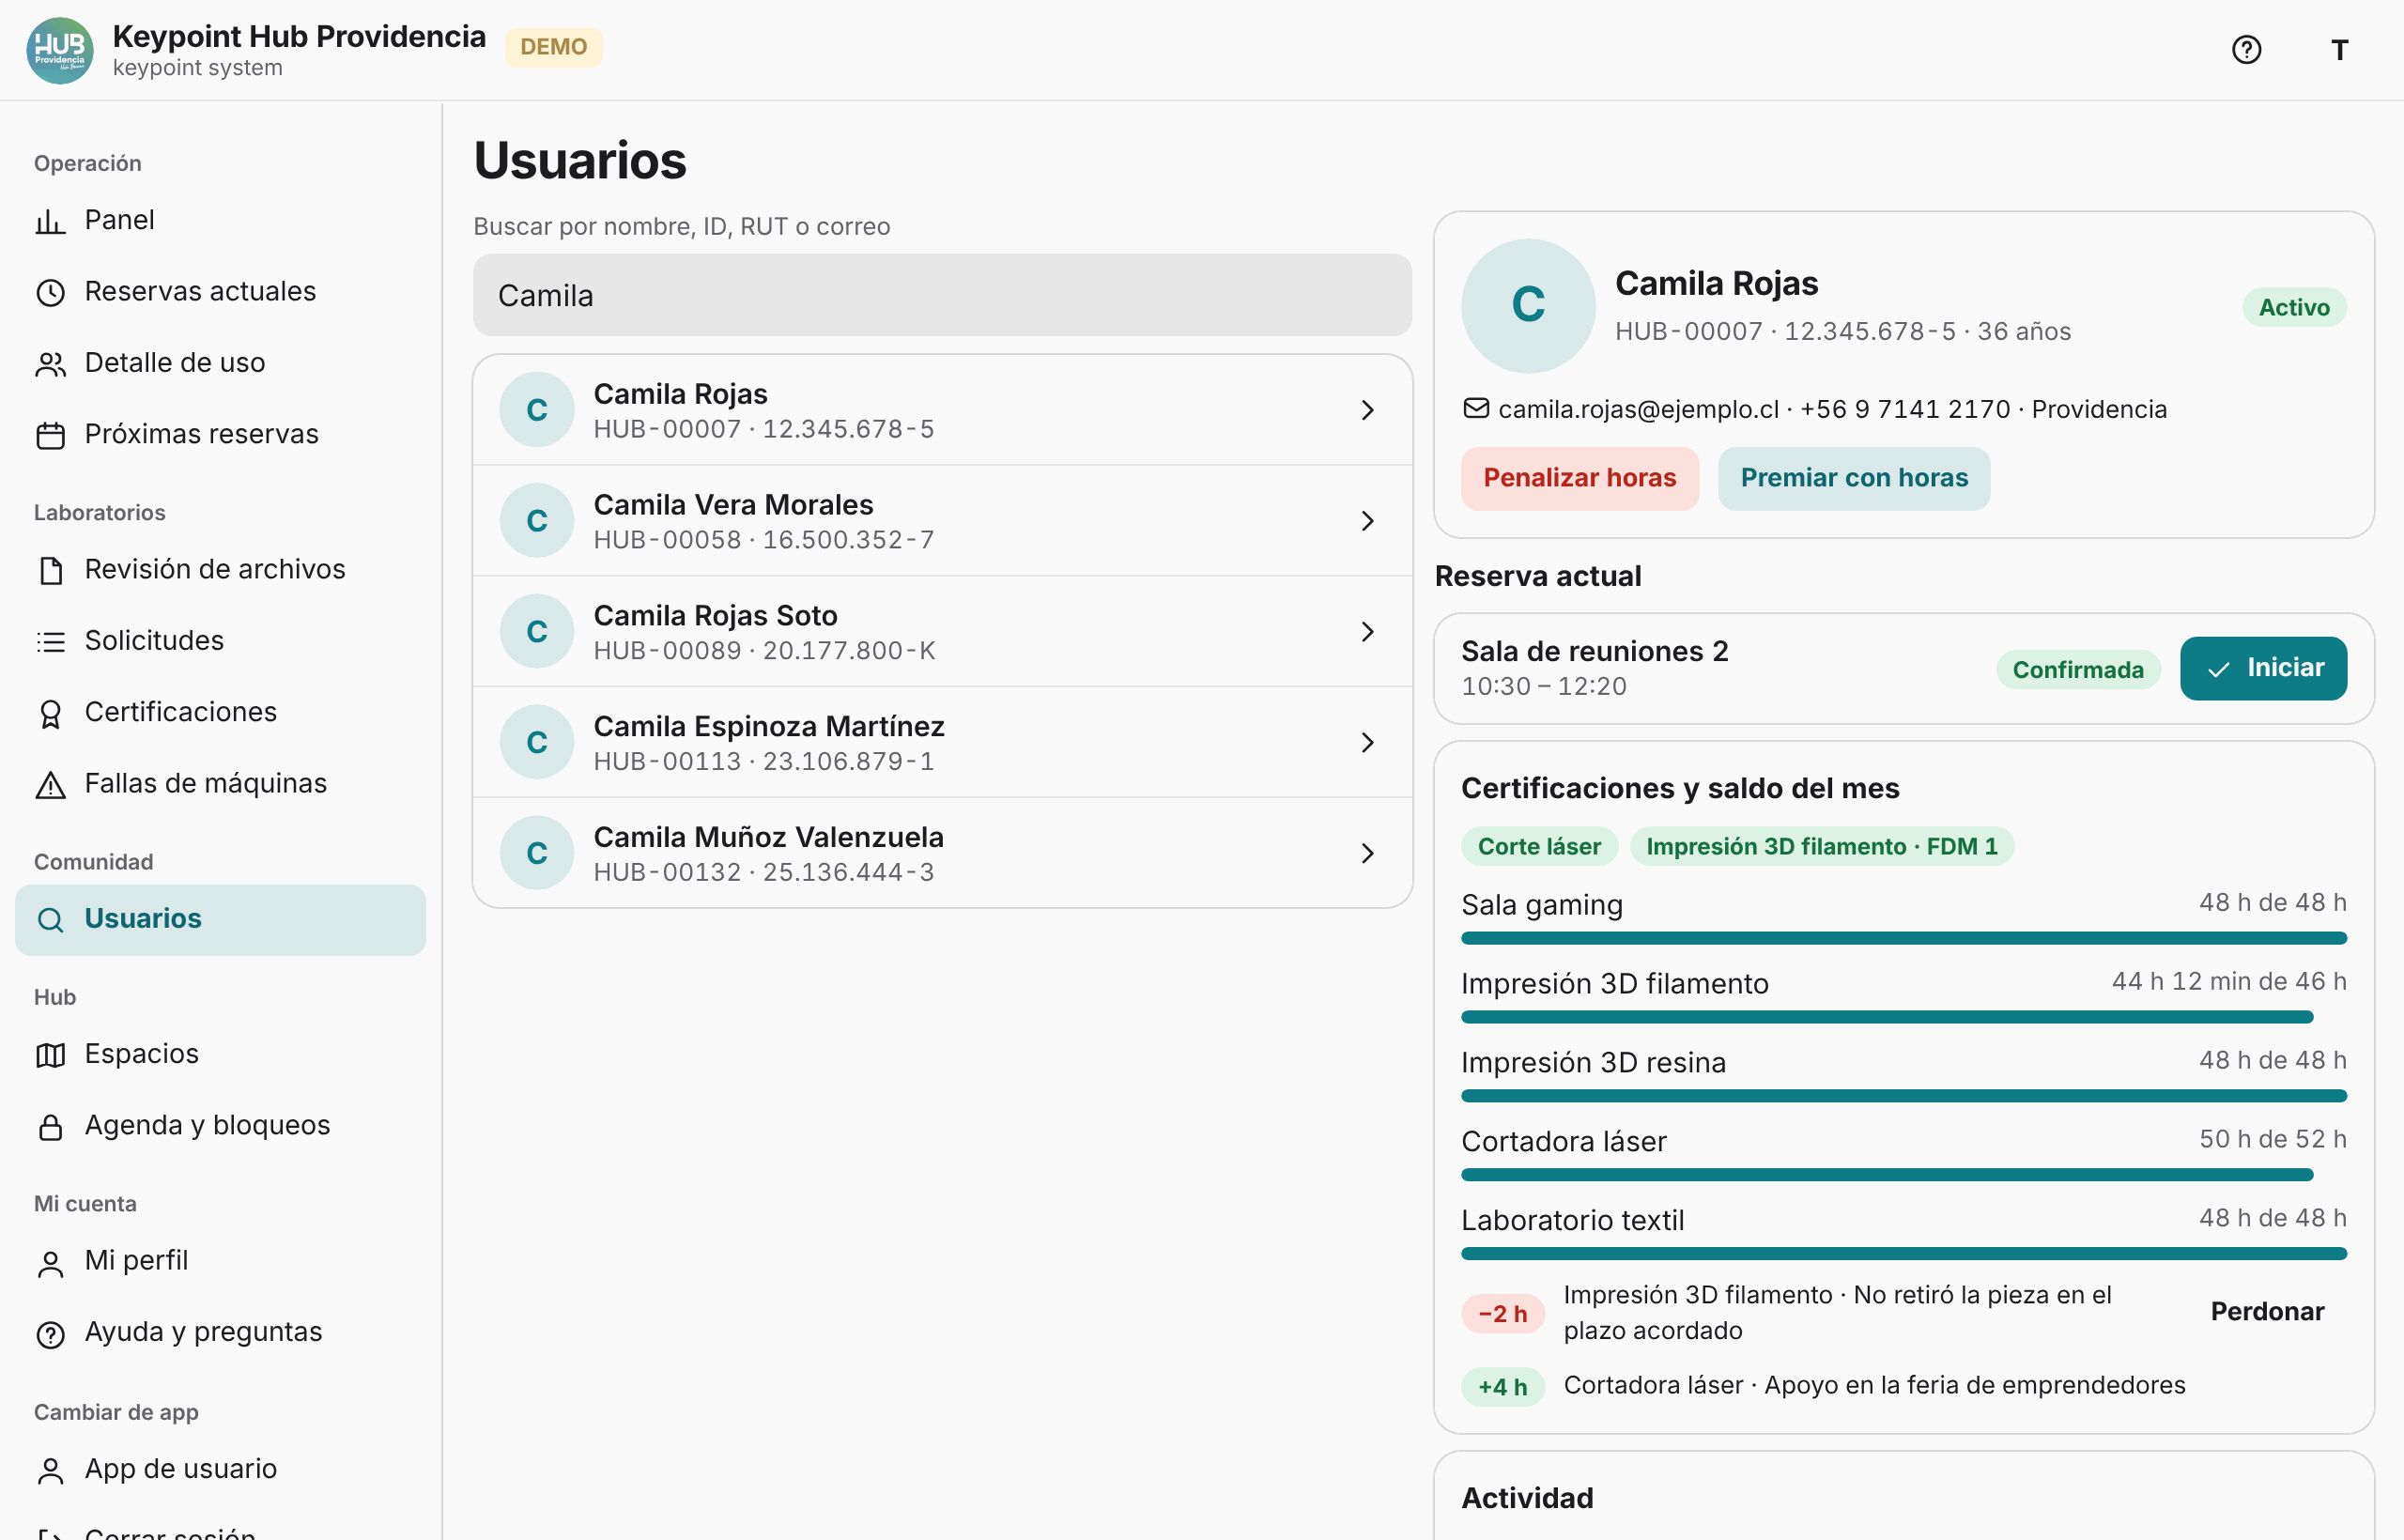 HUB
Providencia
Keypoint Hub Providencia
keypoint system
DEMO
T
Operación
Panel
Reservas actuales
Detalle de uso
Próximas reservas
Laboratorios
Revisión de archivos
Solicitudes
Certificaciones
Fallas de máquinas
Comunidad
Usuarios
Hub
Espacios
Agenda y bloqueos
Mi cuenta
Mi perfil
Ayuda y preguntas
Cambiar de app
App de usuario
Cerrar sesión
Usuarios
Buscar por nombre, ID, RUT o correo
Camila
C
Camila Rojas
HUB-00007 · 12.345.678-5
C
Camila Vera Morales
HUB-00058 · 16.500.352-7
C
Camila Rojas Soto
HUB-00089 · 20.177.800-K
C
Camila Espinoza Martínez
HUB-00113 · 23.106.879-1
C
Camila Muñoz Valenzuela
HUB-00132 · 25.136.444-3
C
Camila Rojas
HUB-00007 · 12.345.678-5 · 36 años
Activo
camila.rojas@ejemplo.cl · +56 9 7141 2170 · Providencia
Penalizar horas
Premiar con horas
Reserva actual
Sala de reuniones 2
10:30 – 12:20
Confirmada
Iniciar
Certificaciones y saldo del mes
Corte láser
Impresión 3D filamento · FDM 1
Sala gaming
48 h de 48 h
Impresión 3D filamento
44 h 12 min de 46 h
Impresión 3D resina
48 h de 48 h
Cortadora láser
50 h de 52 h
Laboratorio textil
48 h de 48 h
−2 h
Impresión 3D filamento · No retiró la pieza en el
plazo acordado
Perdonar
+4 h
Cortadora láser · Apoyo en la feria de emprendedores
Actividad